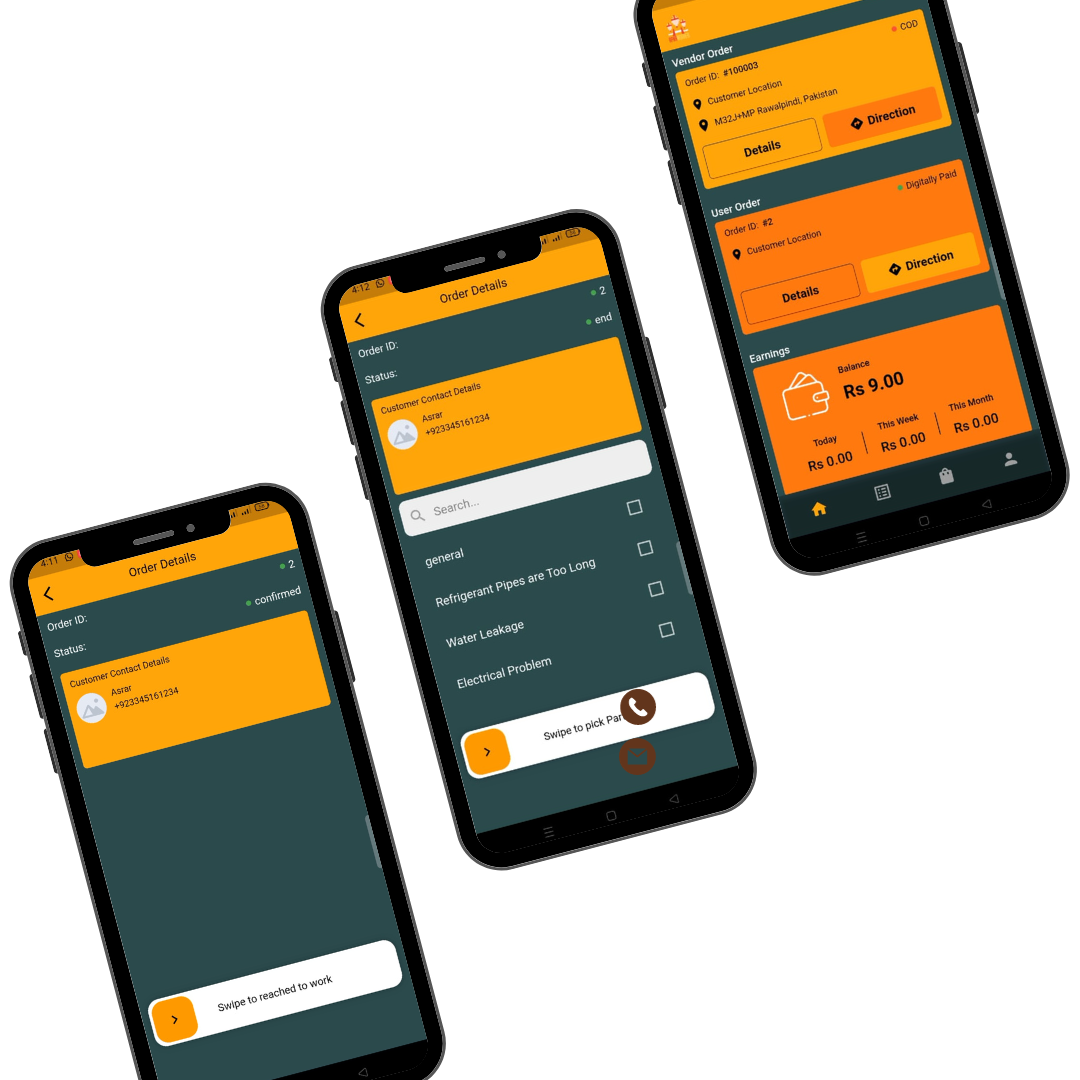 4:11
Order Details
Order ID:
2
Status:
confirmed
Customer Contact Details
Asrar
+923345161234
Swipe to reached to work
4:12
Order Details
Order ID:
2
Status:
end
Customer Contact Details
Asrar
+923345161234
Search...
general
Refrigerant Pipes are Too Long
Water Leakage
Electrical Problem
Swipe to pick
Vendor Order
COD
Order ID: #100003
Customer Location
M32J+MP Rawalpindi, Pakistan
Details
Direction
User Order
Digitally Paid
Order ID: #2
Customer Location
Details
Direction
Earnings
Balance
Rs 9.00
Today
This Week
This Month
Rs 0.00
Rs 0.00
Rs 0.00